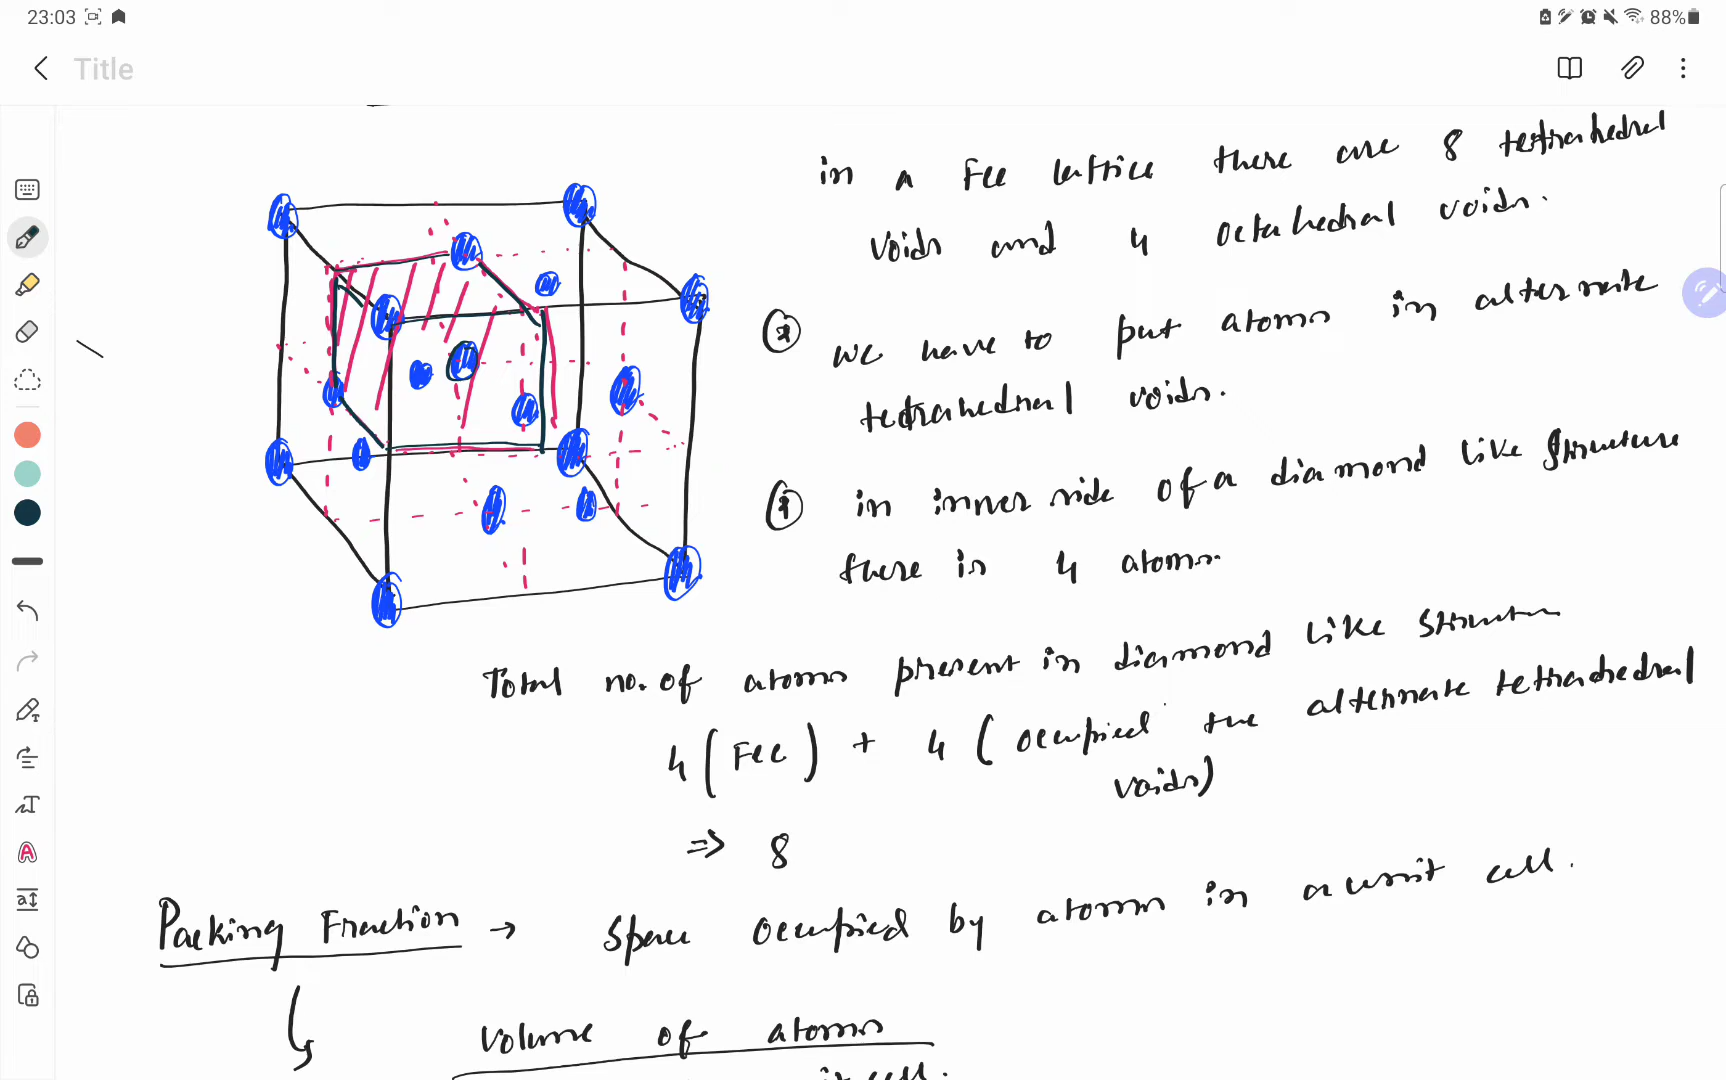 23:03
88%
Title
in a Fcc lattice there are 8 tetrahedral
voids and 4 octahedral voids.
we have to put atoms in alternate
tetrahedral voids.
in inner side of a diamond like structure
there is 4 atoms.
Total no. of atoms present in diamond like structure
4 (Fcc) + 4 (occupied the alternate tetrahedral
voids)
=> 8
Packing Fraction → space occupied by atoms in a unit cell.
volume of atoms
unit cell.